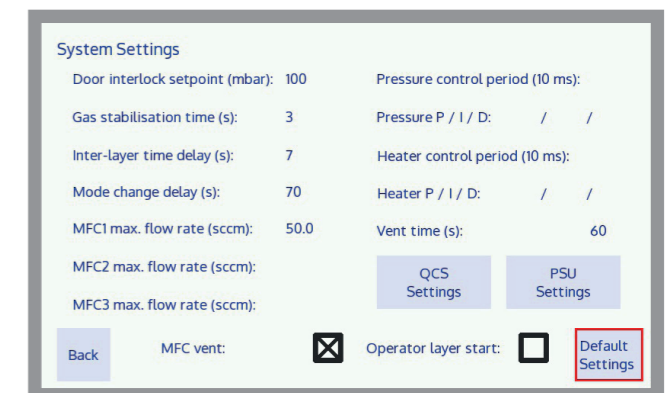 System Settings
Door interlock setpoint (mbar): 100
Pressure control period (10 ms):
Gas stabilisation time (s): 3
Pressure P / I / D: / /
Inter-layer time delay (s): 7
Heater control period (10 ms):
Mode change delay (s): 70
Heater P / I / D: / /
MFC1 max. flow rate (sccm): 50.0
Vent time (s): 60
MFC2 max. flow rate (sccm):
QCS
Settings
PSU
Settings
MFC3 max. flow rate (sccm):
Back
MFC vent:
Operator layer start:
Default
Settings